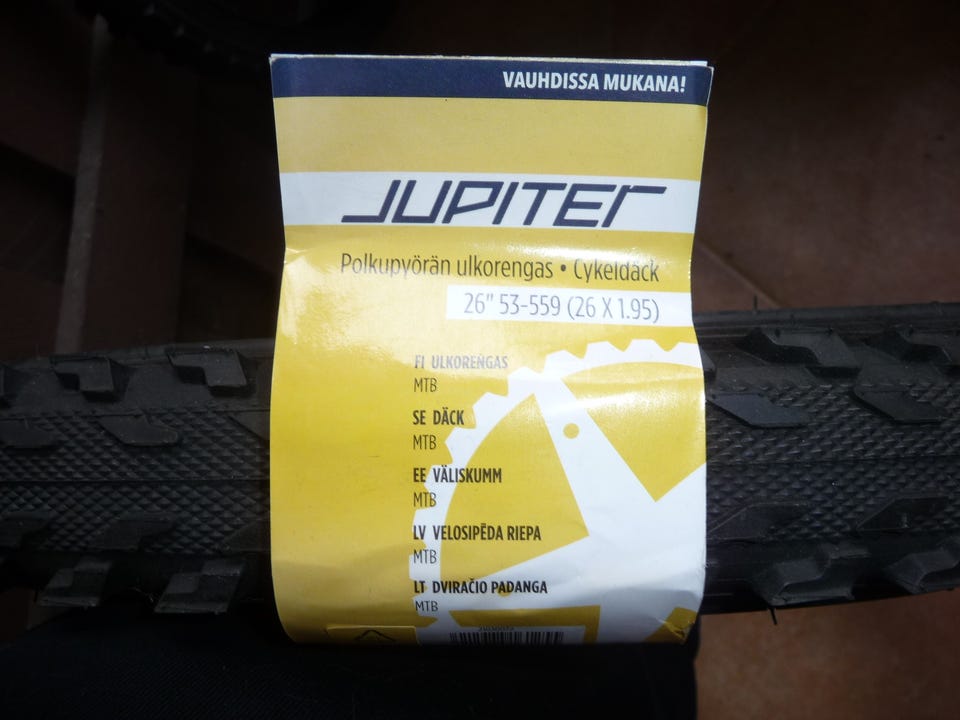 VAUHDISSA MUKANA!
JUPITER
Polkupyörän ulkorengas • Cykeldäck
26" 53-559 (26 X 1.95)
FI ULKORENGAS
MTB
SE DÄCK
MTB
EE VÄLISKUMM
MTB
LV VELOSIPĒDA RIEPA
MTB
LT DVIRAČIO PADANGA
MTB